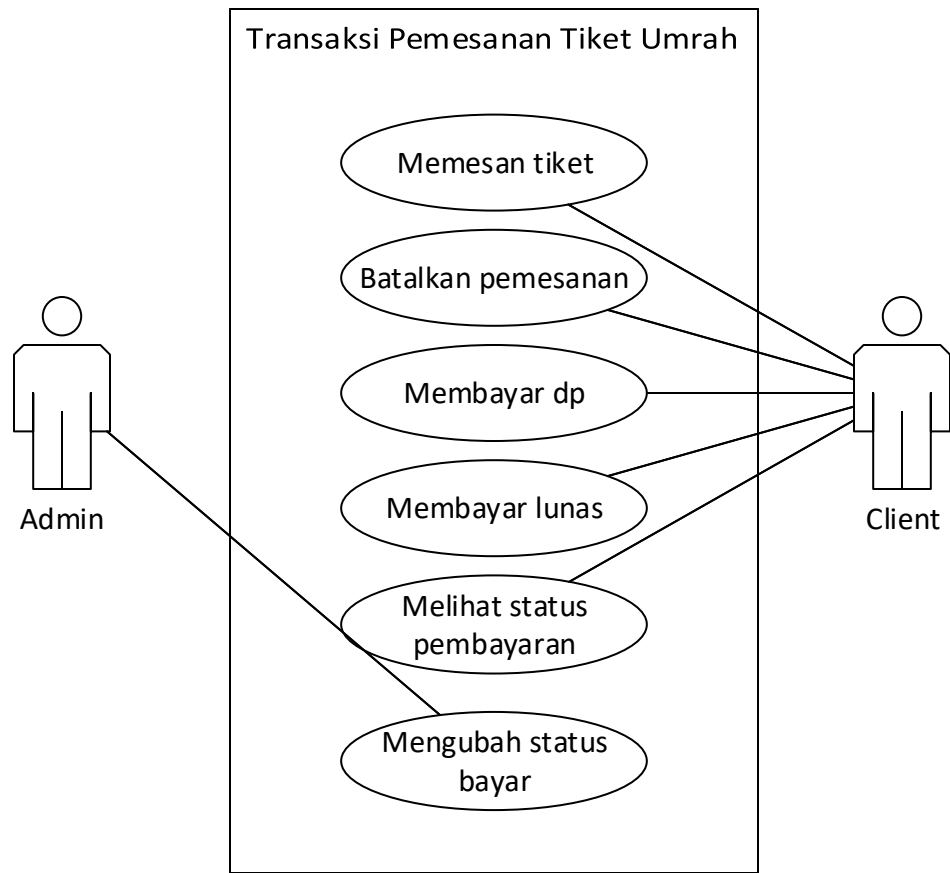 Transaksi Pemesanan Tiket Umrah
Memesan tiket
Batalkan pemesanan
Membayar dp
Admin
Membayar lunas
Client
Melihat status
pembayaran
Mengubah status
bayar